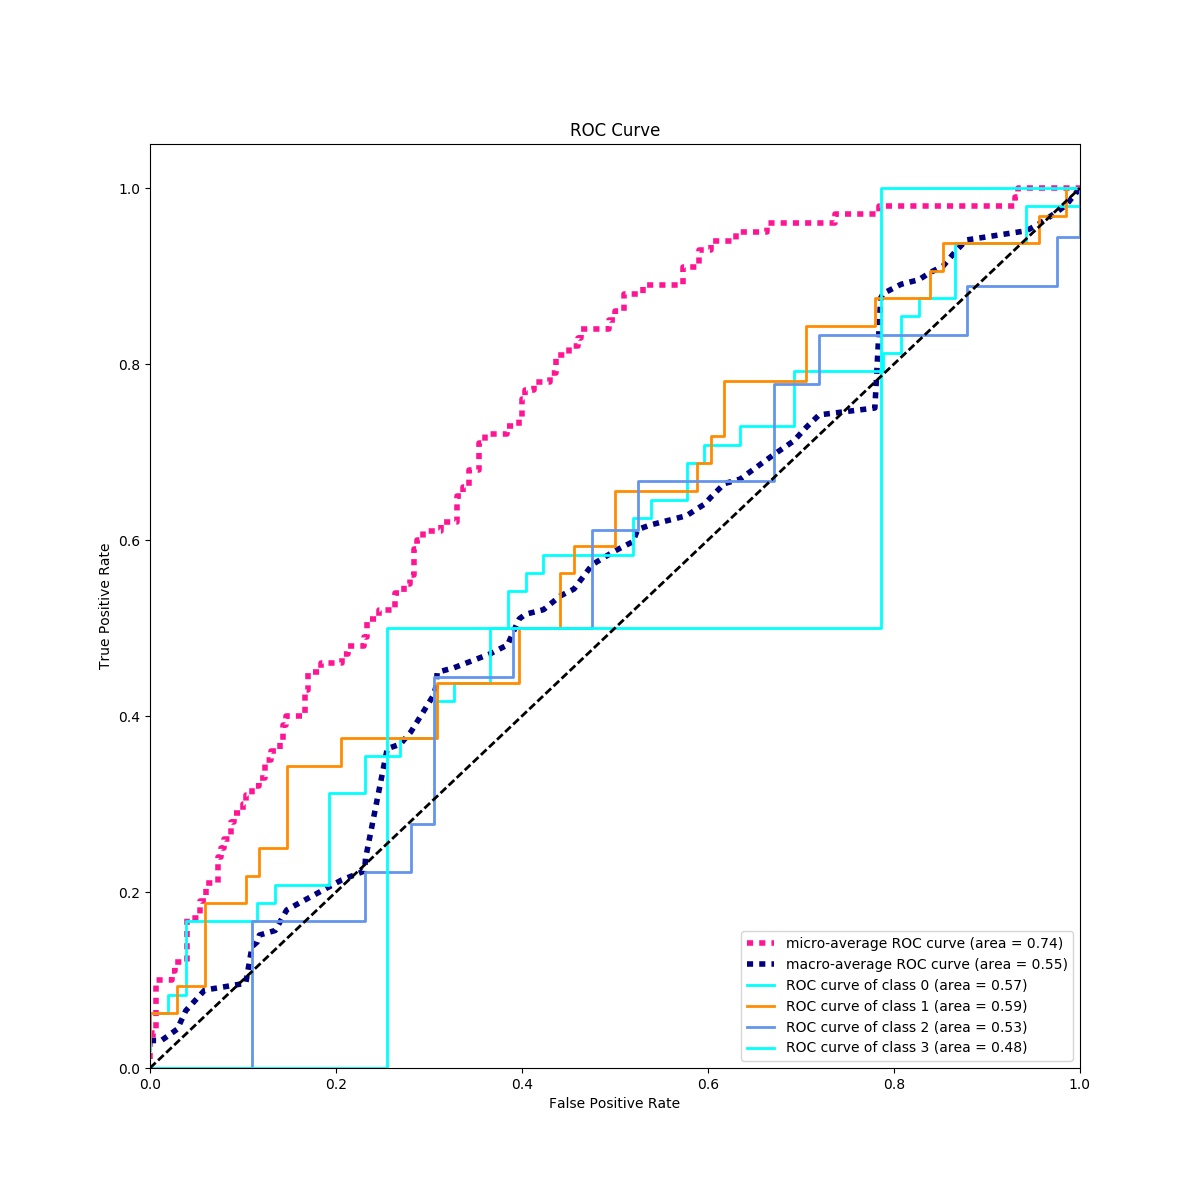 ROC Curve
1.0
0.8
0.6
0.4
0.2
0.0
True Positive Rate
0.0 0.2 0.4 0.6 0.8 1.0
False Positive Rate
micro-average ROC curve (area = 0.74)
macro-average ROC curve (area = 0.55)
ROC curve of class 0 (area = 0.57)
ROC curve of class 1 (area = 0.59)
ROC curve of class 2 (area = 0.53)
ROC curve of class 3 (area = 0.48)